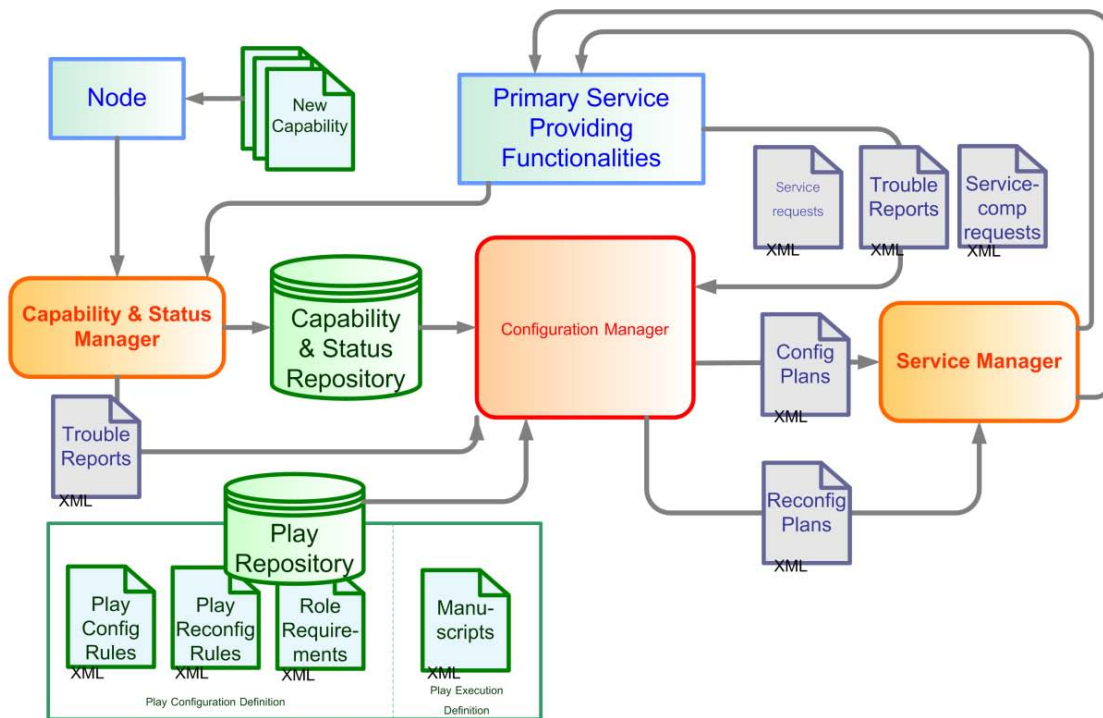 Node
New
Capability
Primary Service
Providing
Functionalities
Service
requests
XML
Trouble
Reports
XML
Service-
comp
requests
XML
Capability & Status
Manager
Capability
& Status
Repository
Configuration Manager
Config
Plans
XML
Service Manager
Trouble
Reports
XML
Reconfig
Plans
XML
Play
Repository
Play
Config
Rules
XML
Play
Reconfig
Rules
XML
Role
Require-
ments
XML
Manu-
scripts
XML
Play Configuration Definition
Play Execution
Definition